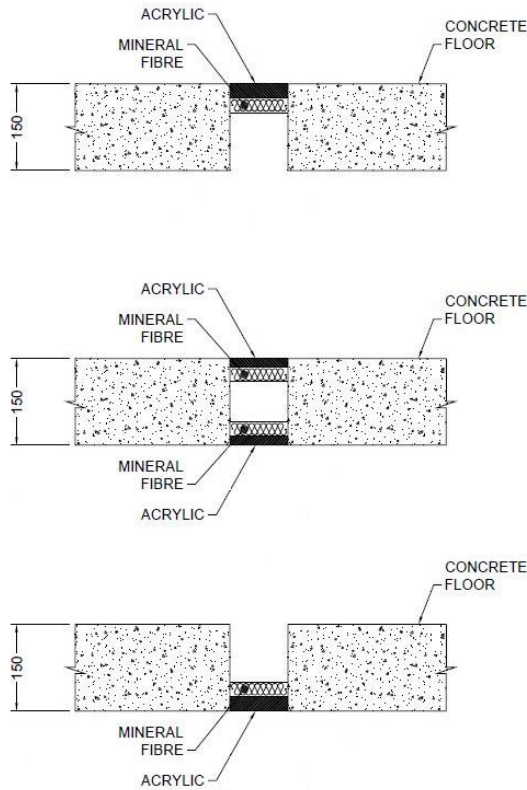 ACRYLIC
MINERAL
FIBRE
CONCRETE
FLOOR
150
ACRYLIC
MINERAL
FIBRE
CONCRETE
FLOOR
150
MINERAL
FIBRE
ACRYLIC
CONCRETE
FLOOR
150
MINERAL
FIBRE
ACRYLIC